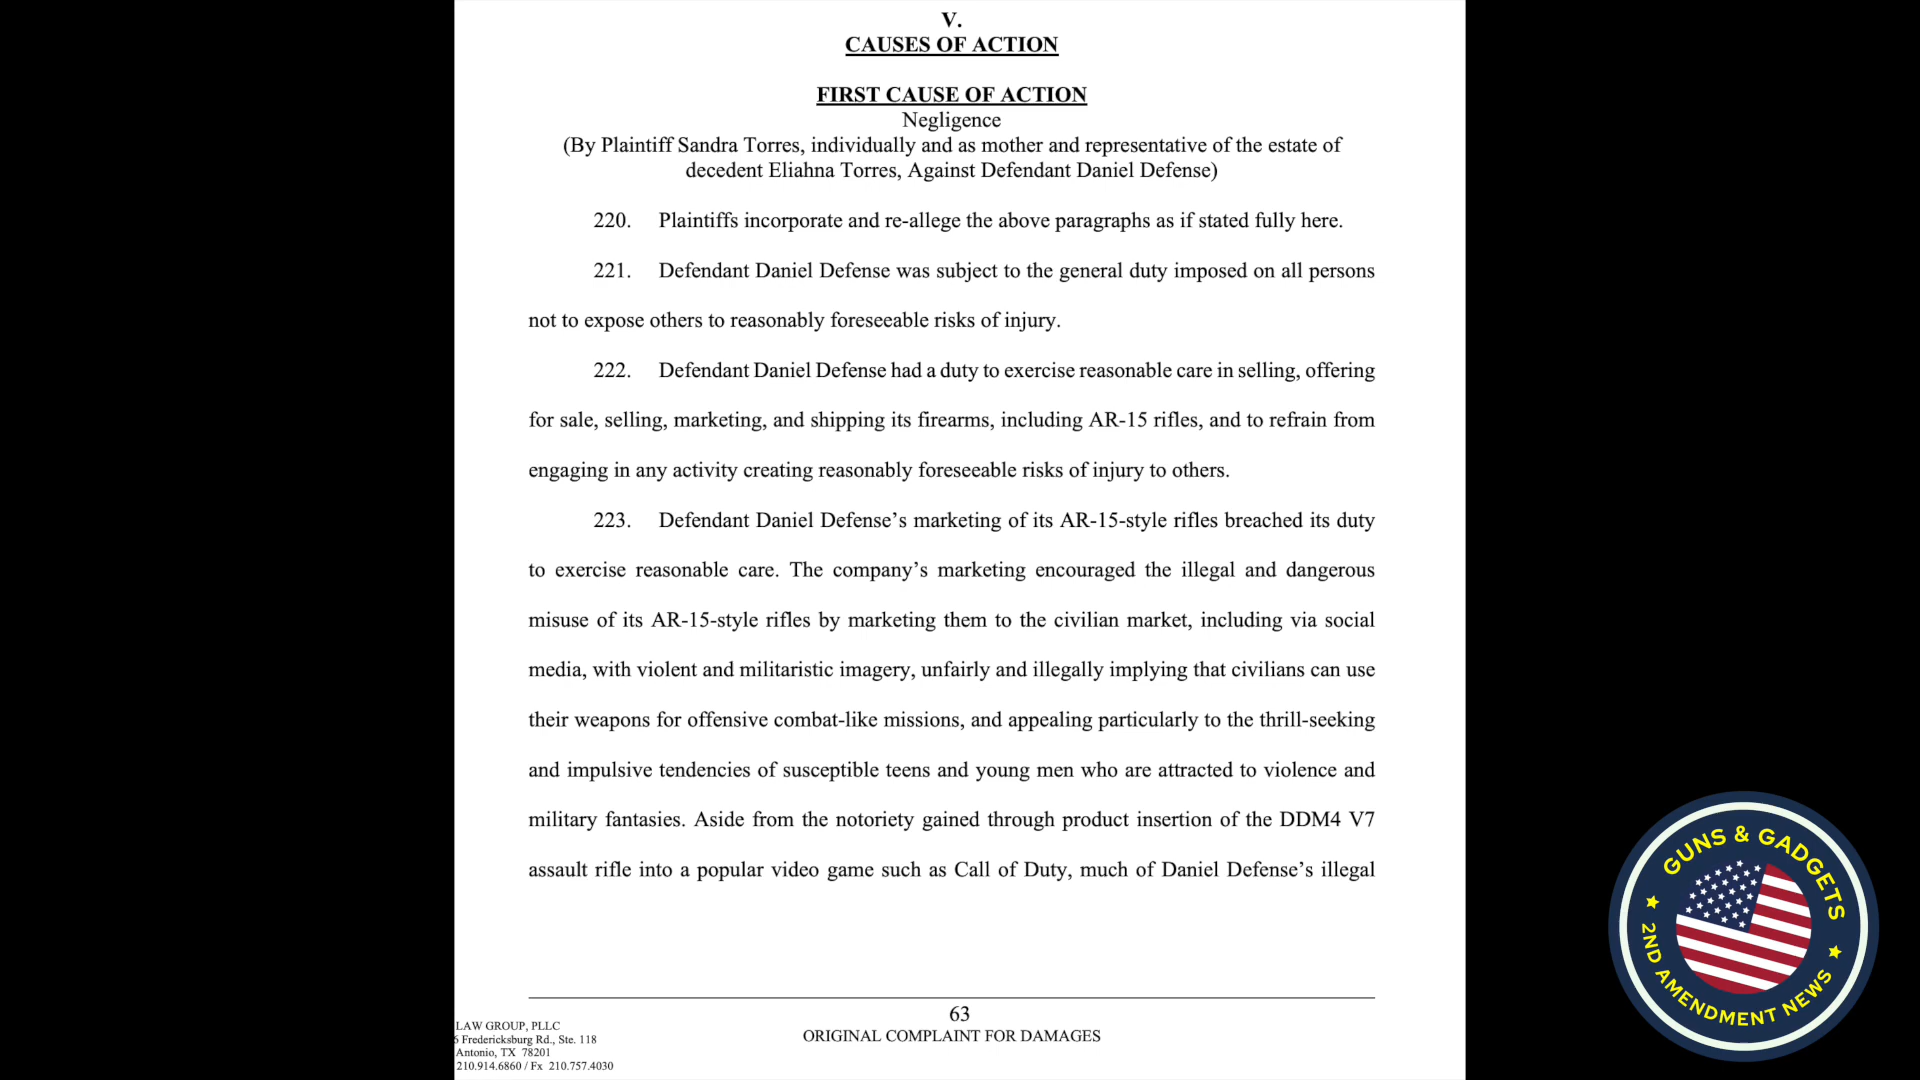 V.
CAUSES OF ACTION
FIRST CAUSE OF ACTION
Negligence
(By Plaintiff Sandra Torres, individually and as mother and representative of the estate of
decedent Eliahna Torres, Against Defendant Daniel Defense)
220. Plaintiffs incorporate and re-allege the above paragraphs as if stated fully here.
221. Defendant Daniel Defense was subject to the general duty imposed on all persons
not to expose others to reasonably foreseeable risks of injury.
222. Defendant Daniel Defense had a duty to exercise reasonable care in selling, offering
for sale, selling, marketing, and shipping its firearms, including AR-15 rifles, and to refrain from
engaging in any activity creating reasonably foreseeable risks of injury to others.
223. Defendant Daniel Defense’s marketing of its AR-15-style rifles breached its duty
to exercise reasonable care. The company’s marketing encouraged the illegal and dangerous
misuse of its AR-15-style rifles by marketing them to the civilian market, including via social
media, with violent and militaristic imagery, unfairly and illegally implying that civilians can use
their weapons for offensive combat-like missions, and appealing particularly to the thrill-seeking
and impulsive tendencies of susceptible teens and young men who are attracted to violence and
military fantasies. Aside from the notoriety gained through product insertion of the DDM4 V7
assault rifle into a popular video game such as Call of Duty, much of Daniel Defense’s illegal
63
ORIGINAL COMPLAINT FOR DAMAGES
LAW GROUP, PLLC
6 Fredericksburg Rd., Ste. 118
Antonio, TX 78201
210.914.6860 / Fx 210.757.4030
GUNS & GADGETS
2ND AMENDMENT NEWS